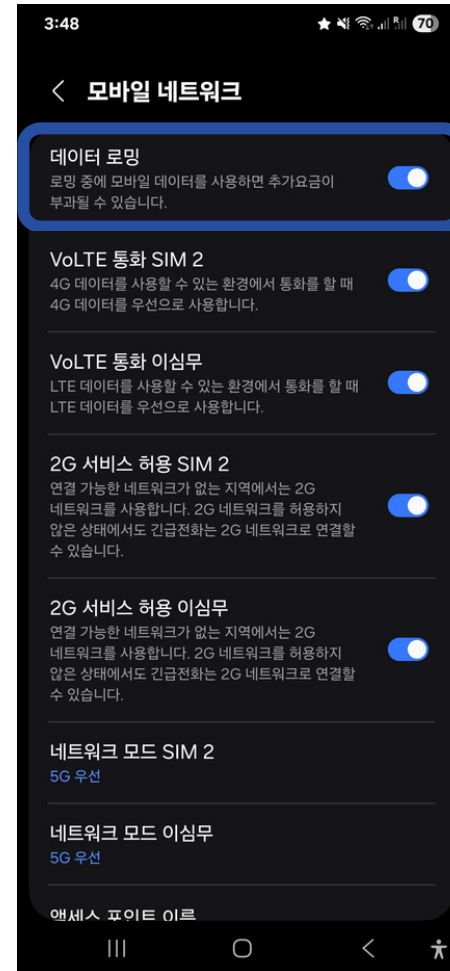 3:48
70
모바일 네트워크
데이터 로밍
로밍 중에 모바일 데이터를 사용하면 추가요금이
부과될 수 있습니다.
VoLTE 통화 SIM 2
4G 데이터를 사용할 수 있는 환경에서 통화를 할 때
4G 데이터를 우선으로 사용합니다.
VoLTE 통화 이심무
LTE 데이터를 사용할 수 있는 환경에서 통화를 할 때
LTE 데이터를 우선으로 사용합니다.
2G 서비스 허용 SIM 2
연결 가능한 네트워크가 없는 지역에서는 2G
네트워크를 사용합니다. 2G 네트워크를 허용하지
않은 상태에서도 긴급전화는 2G 네트워크로 연결할
수 있습니다.
2G 서비스 허용 이심무
연결 가능한 네트워크가 없는 지역에서는 2G
네트워크를 사용합니다. 2G 네트워크를 허용하지
않은 상태에서도 긴급전화는 2G 네트워크로 연결할
수 있습니다.
네트워크 모드 SIM 2
5G 우선
네트워크 모드 이심무
5G 우선
액세스 포인트 이름